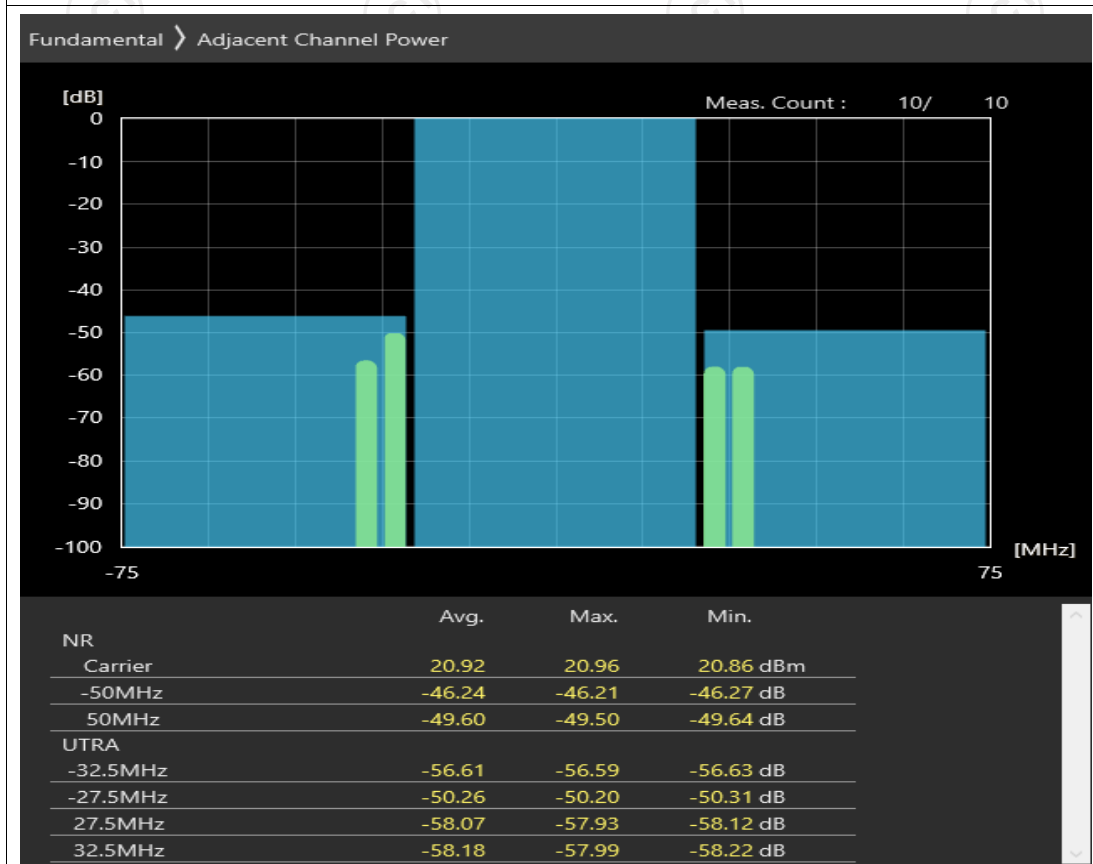 Fundamental ❯ Adjacent Channel Power
[dB]
Meas. Count : 10/ 10
0
-10
-20
-30
-40
-50
-60
-70
-80
-90
-100
[MHz]
-75 75
Avg. Max. Min.
NR
Carrier 20.92 20.96 20.86 dBm
-50MHz -46.24 -46.21 -46.27 dB
50MHz -49.60 -49.50 -49.64 dB
UTRA
-32.5MHz -56.61 -56.59 -56.63 dB
-27.5MHz -50.26 -50.20 -50.31 dB
27.5MHz -58.07 -57.93 -58.12 dB
32.5MHz -58.18 -57.99 -58.22 dB